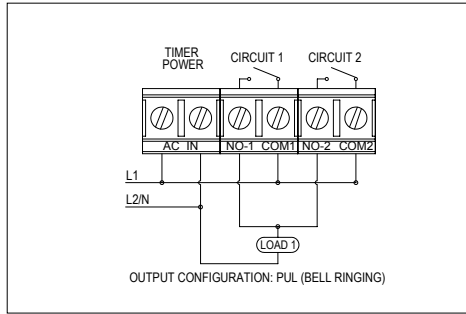 TIMER POWER
CIRCUIT 1
CIRCUIT 2
AC IN NO-1 COM1 NO-2 COM2
L1
L2/N
LOAD 1
OUTPUT CONFIGURATION: PUL (BELL RINGING)